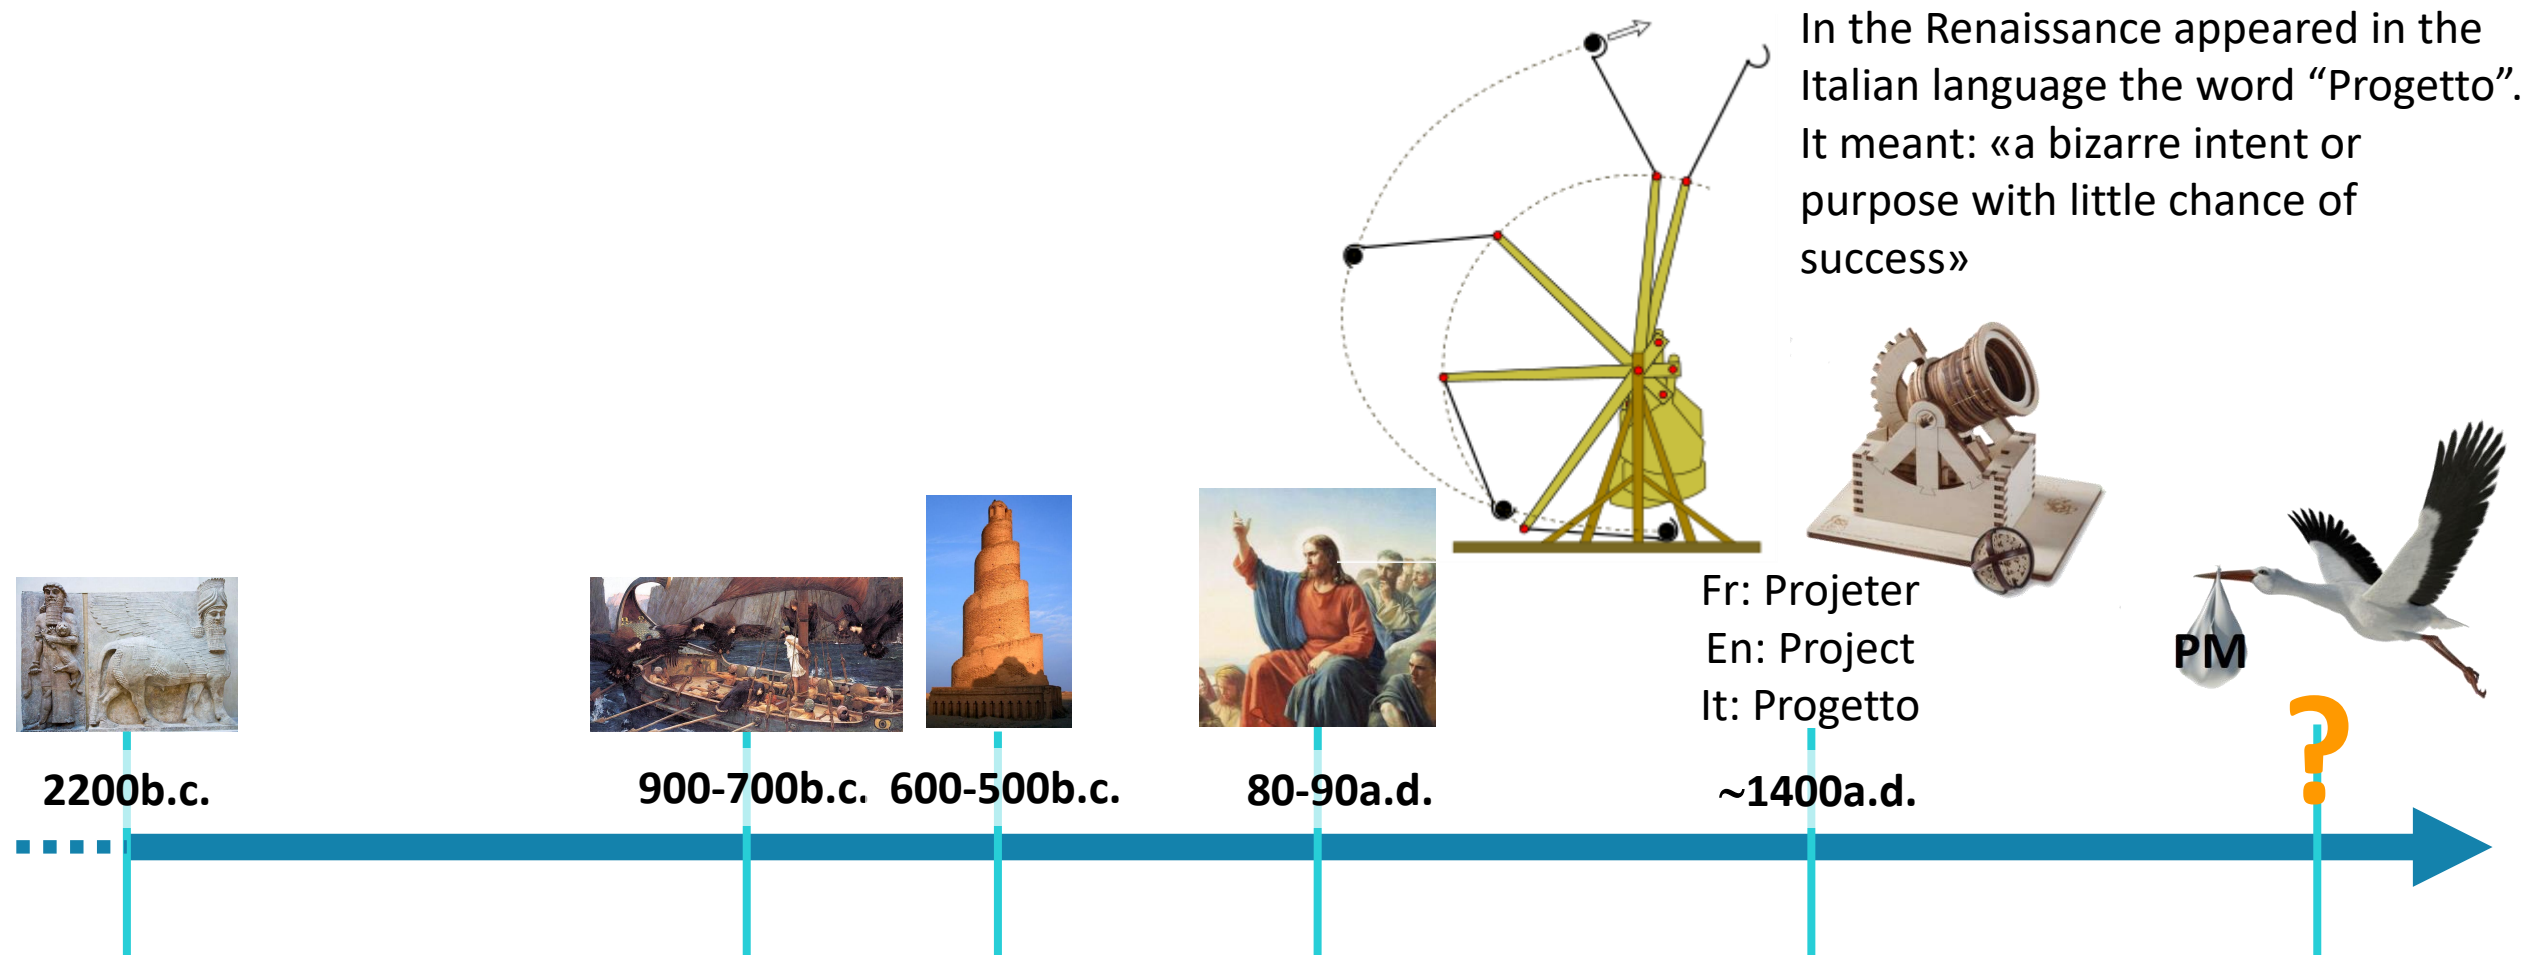 In the Renaissance appeared in the
Italian language the word “Progetto”.
It meant: «a bizarre intent or
purpose with little chance of
success»
Fr: Projeter
En: Project
It: Progetto
PM
?
2200b.c.
900-700b.c.
600-500b.c.
80-90a.d.
~1400a.d.